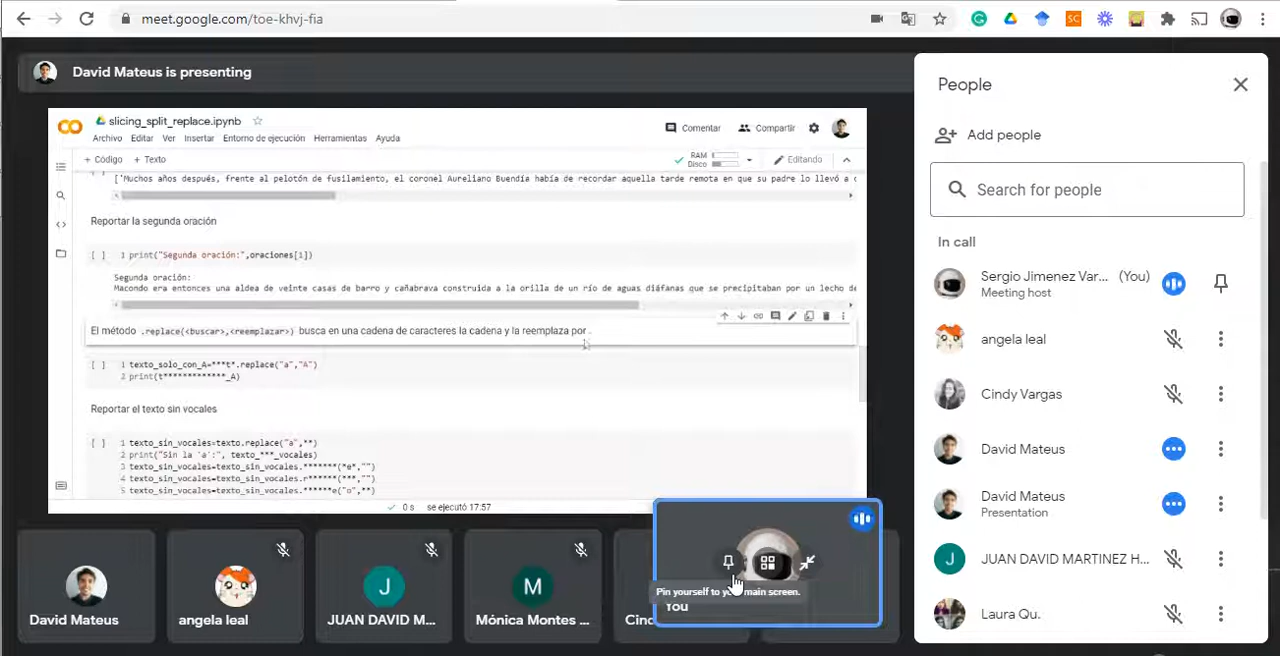 meet.google.com/toe-khvj-fia
David Mateus is presenting
slicing_split_replace.ipynb
Archivo Editar Ver Insertar Entorno de ejecución Herramientas Ayuda
Comentar Compartir
+ Código + Texto
RAM
Disco
Editando
['Muchos años después, frente al pelotón de fusilamiento, el coronel Aureliano Buendía había de recordar aquella tarde remota en que su padre lo llevó a c
Reportar la segunda oración
[ ] 1 print("Segunda oración:",oraciones[1])
Segunda oración:
Macondo era entonces una aldea de veinte casas de barro y cañabrava construida a la orilla de un río de aguas diáfanas que se precipitaban por un lecho de
El método .replace(<buscar>,<reemplazar>) busca en una cadena de caracteres la cadena y la reemplaza por .
[ ] 1 texto_solo_con_A=***t*.replace("a","A")
2 print(t*************_A)
Reportar el texto sin vocales
[ ] 1 texto_sin_vocales=texto.replace("a",**)
2 print("Sin la 'a':", texto_***_vocales)
3 texto_sin_vocales=texto_sin_vocales.*******(*e*,"")
4 texto_sin_vocales=texto_sin_vocales.r******(***,"")
5 texto_sin_vocales=texto_sin_vocales.******e("o","")
0 s se ejecutó 17:57
David Mateus
angela leal
JUAN DAVID M...
Mónica Montes ...
Cind
Pin yourself to your main screen.
You
People
Add people
Search for people
In call
Sergio Jimenez Var... (You)
Meeting host
angela leal
Cindy Vargas
David Mateus
David Mateus
Presentation
JUAN DAVID MARTINEZ H...
Laura Qu.